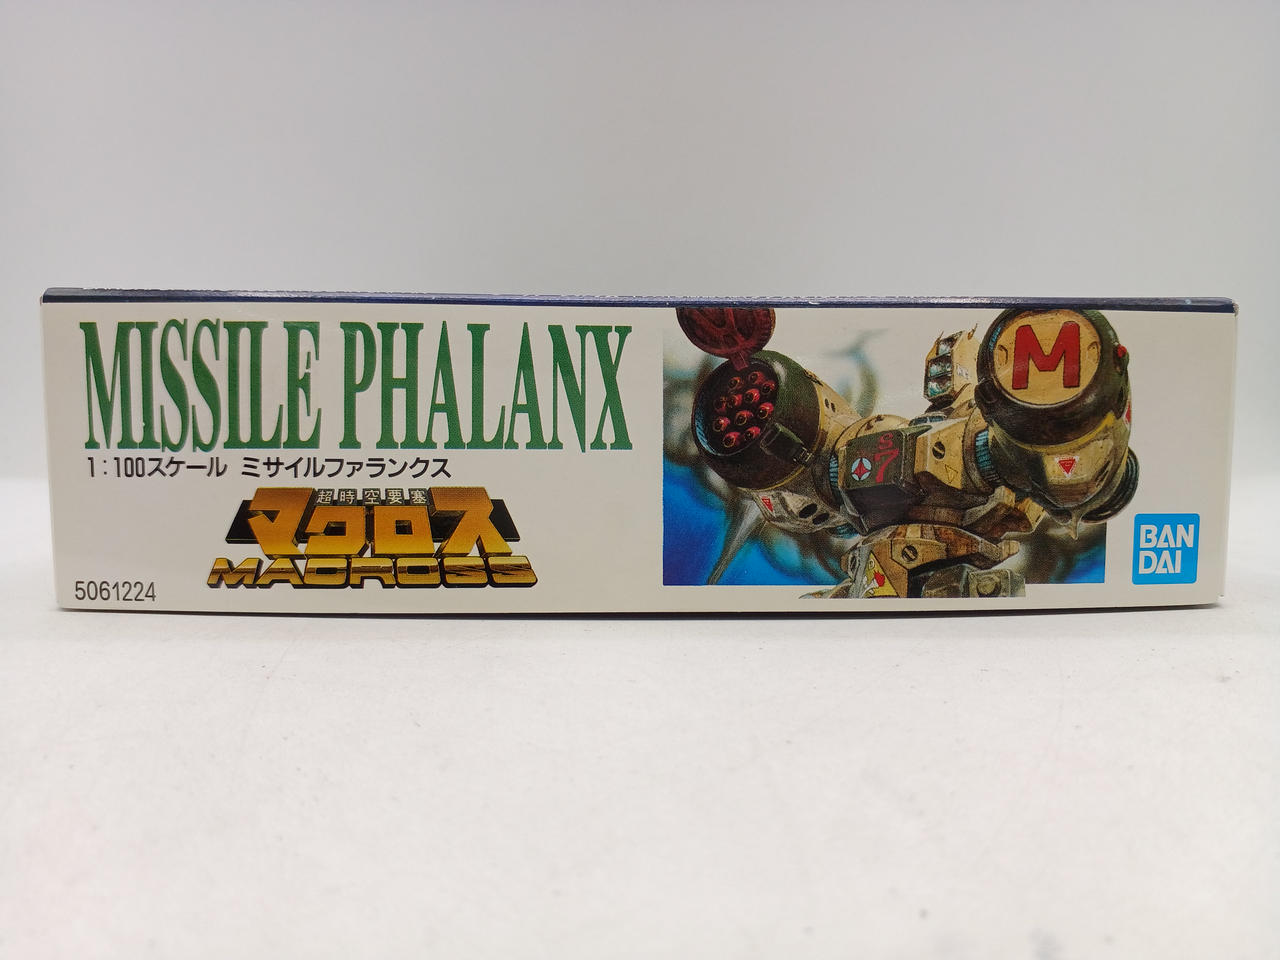 MISSILE PHALANX
1:100スケール ミサイルファランクス
超時空要塞
マクロス
MACROSS
5061224
M
S
7
BAN
DAI